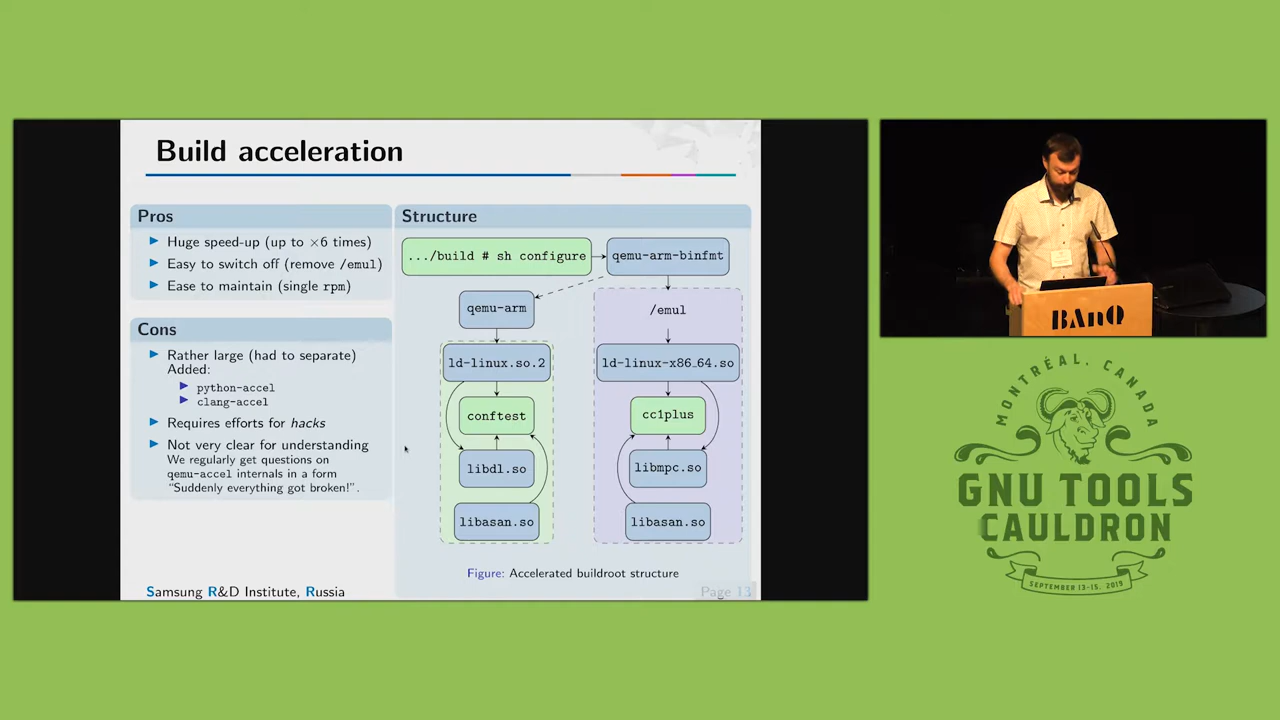 Build acceleration
Pros
Huge speed-up (up to ×6 times)
Easy to switch off (remove /emul)
Ease to maintain (single rpm)
Cons
Rather large (had to separate)
Added:
python-accel
clang-accel
Requires efforts for hacks
Not very clear for understanding
We regularly get questions on
qemu-accel internals in a form
“Suddenly everything got broken!”.
Structure
.../build # sh configure
qemu-arm-binfmt
qemu-arm
/emul
ld-linux.so.2
ld-linux-x86_64.so
conftest
cc1plus
libdl.so
libmpc.so
libasan.so
libasan.so
Figure: Accelerated buildroot structure
Samsung R&D Institute, Russia
Page 13
BAnQ
MONTRÉAL, CANADA
GNU TOOLS
CAULDRON
SEPTEMBER 13-15, 2019